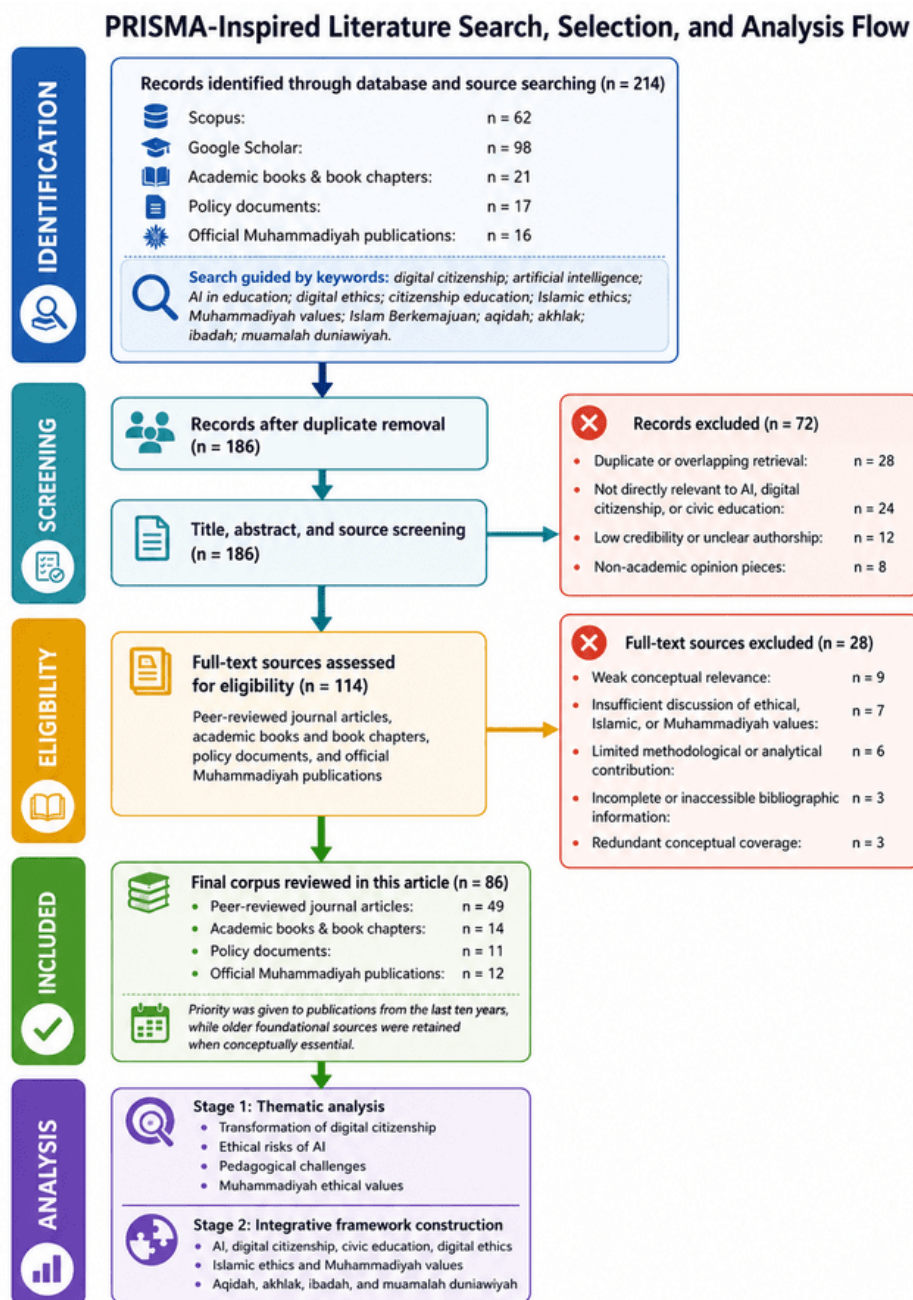 PRISMA-Inspired Literature Search, Selection, and Analysis Flow
IDENTIFICATION
Records identified through database and source searching (n = 214)
Scopus: n = 62
Google Scholar: n = 98
Academic books & book chapters: n = 21
Policy documents: n = 17
Official Muhammadiyah publications: n = 16
Search guided by keywords: digital citizenship; artificial intelligence;
AI in education; digital ethics; citizenship education; Islamic ethics;
Muhammadiyah values; Islam Berkemajuan; aqidah; akhlak;
ibadah; muamalah duniawiyah.
SCREENING
Records after duplicate removal
(n = 186)
Title, abstract, and source screening
(n = 186)
Records excluded (n = 72)
• Duplicate or overlapping retrieval: n = 28
• Not directly relevant to AI, digital
citizenship, or civic education: n = 24
• Low credibility or unclear authorship: n = 12
• Non-academic opinion pieces: n = 8
ELIGIBILITY
Full-text sources assessed
for eligibility (n = 114)
Peer-reviewed journal articles,
academic books and book chapters,
policy documents, and official
Muhammadiyah publications
Full-text sources excluded (n = 28)
• Weak conceptual relevance: n = 9
• Insufficient discussion of ethical,
Islamic, or Muhammadiyah values: n = 7
• Limited methodological or analytical
contribution: n = 6
• Incomplete or inaccessible bibliographic
information: n = 3
• Redundant conceptual coverage: n = 3
INCLUDED
Final corpus reviewed in this article (n = 86)
• Peer-reviewed journal articles: n = 49
• Academic books & book chapters: n = 14
• Policy documents: n = 11
• Official Muhammadiyah publications: n = 12
Priority was given to publications from the last ten years,
while older foundational sources were retained
when conceptually essential.
ANALYSIS
Stage 1: Thematic analysis
• Transformation of digital citizenship
• Ethical risks of AI
• Pedagogical challenges
• Muhammadiyah ethical values
Stage 2: Integrative framework construction
• AI, digital citizenship, civic education, digital ethics
• Islamic ethics and Muhammadiyah values
• Aqidah, akhlak, ibadah, and muamalah duniawiyah